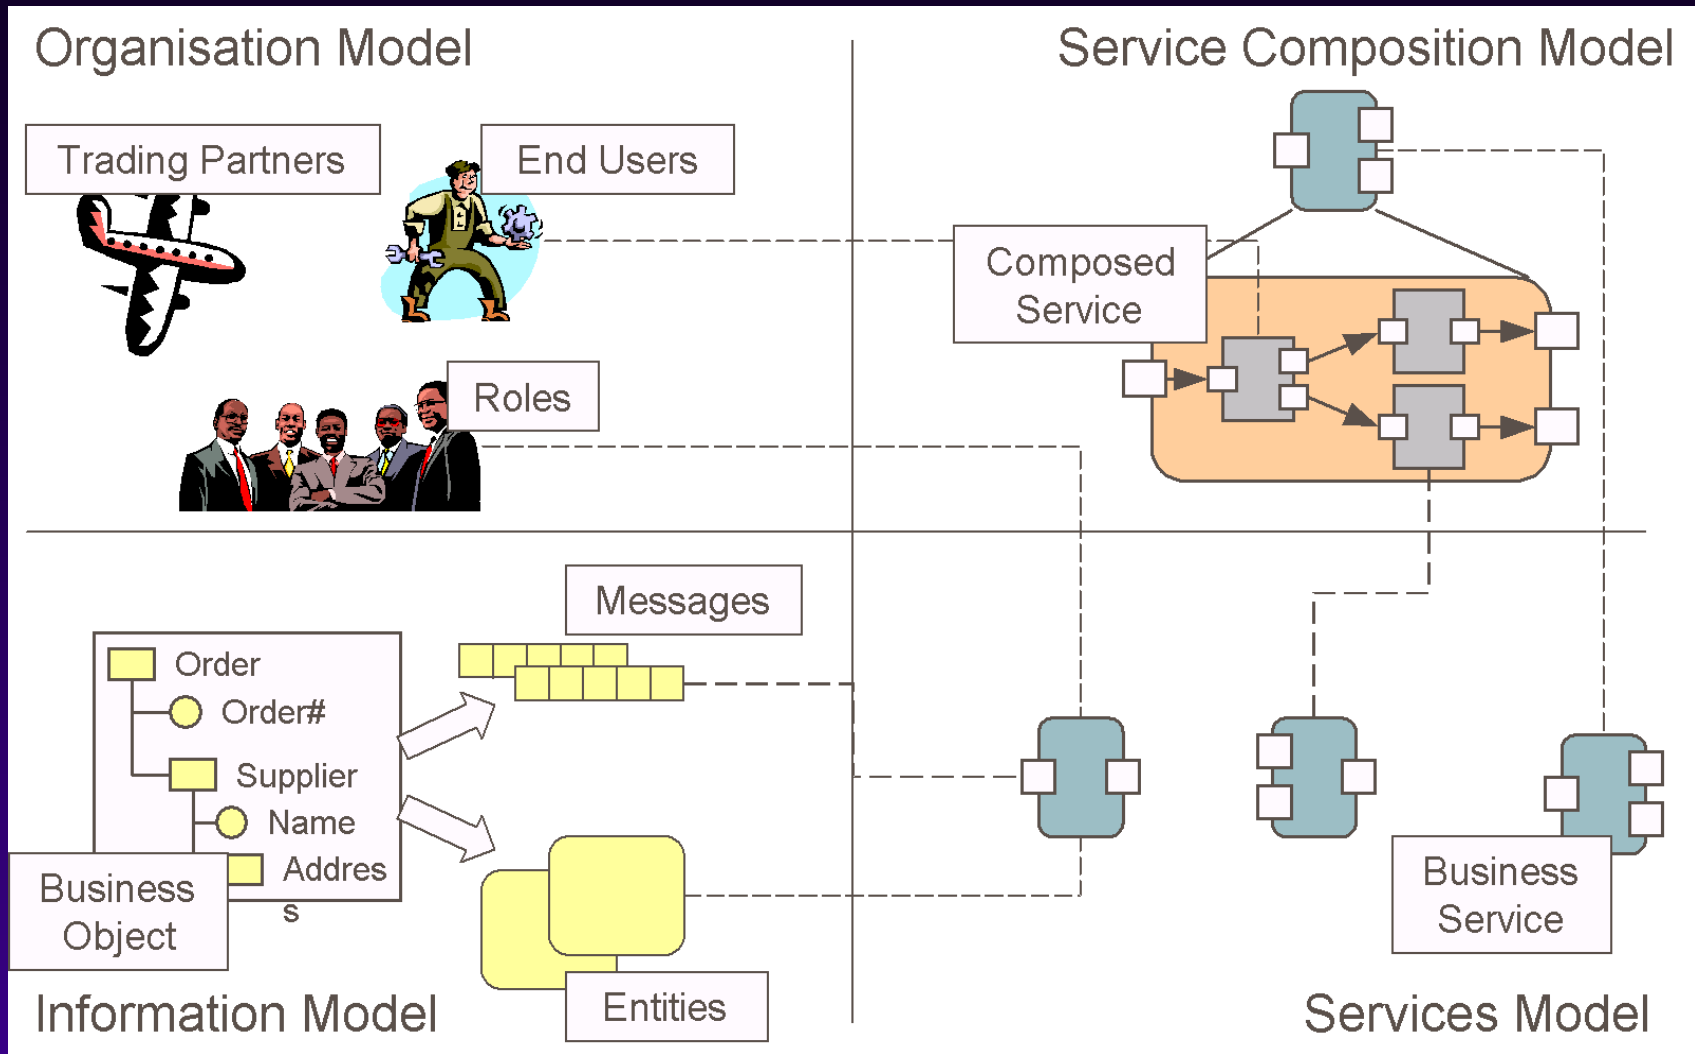 Organisation Model
Service Composition Model
Trading Partners
End Users
Composed
Service
Roles
Messages
Order
Order#
Supplier
Name
Addres
s
Business
Object
Entities
Business
Service
Information Model
Services Model